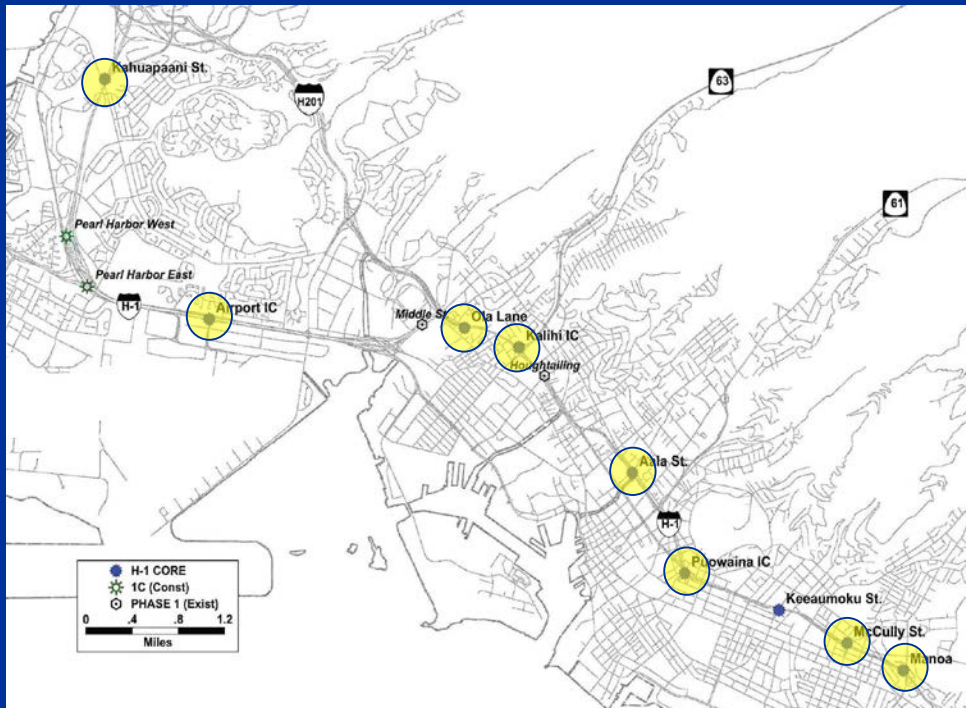 Kahuapaani St.
H201
63
61
Pearl Harbor West
Pearl Harbor East
H-1
Airport IC
Middle St.
Ola Lane
Kalihi IC
Houghtailing
Aala St.
H-1
Puowaina IC
Keeaumoku St.
McCully St.
Manoa
H-1 CORE
1C (Const)
PHASE 1 (Exist)
0 .4 .8 1.2
Miles